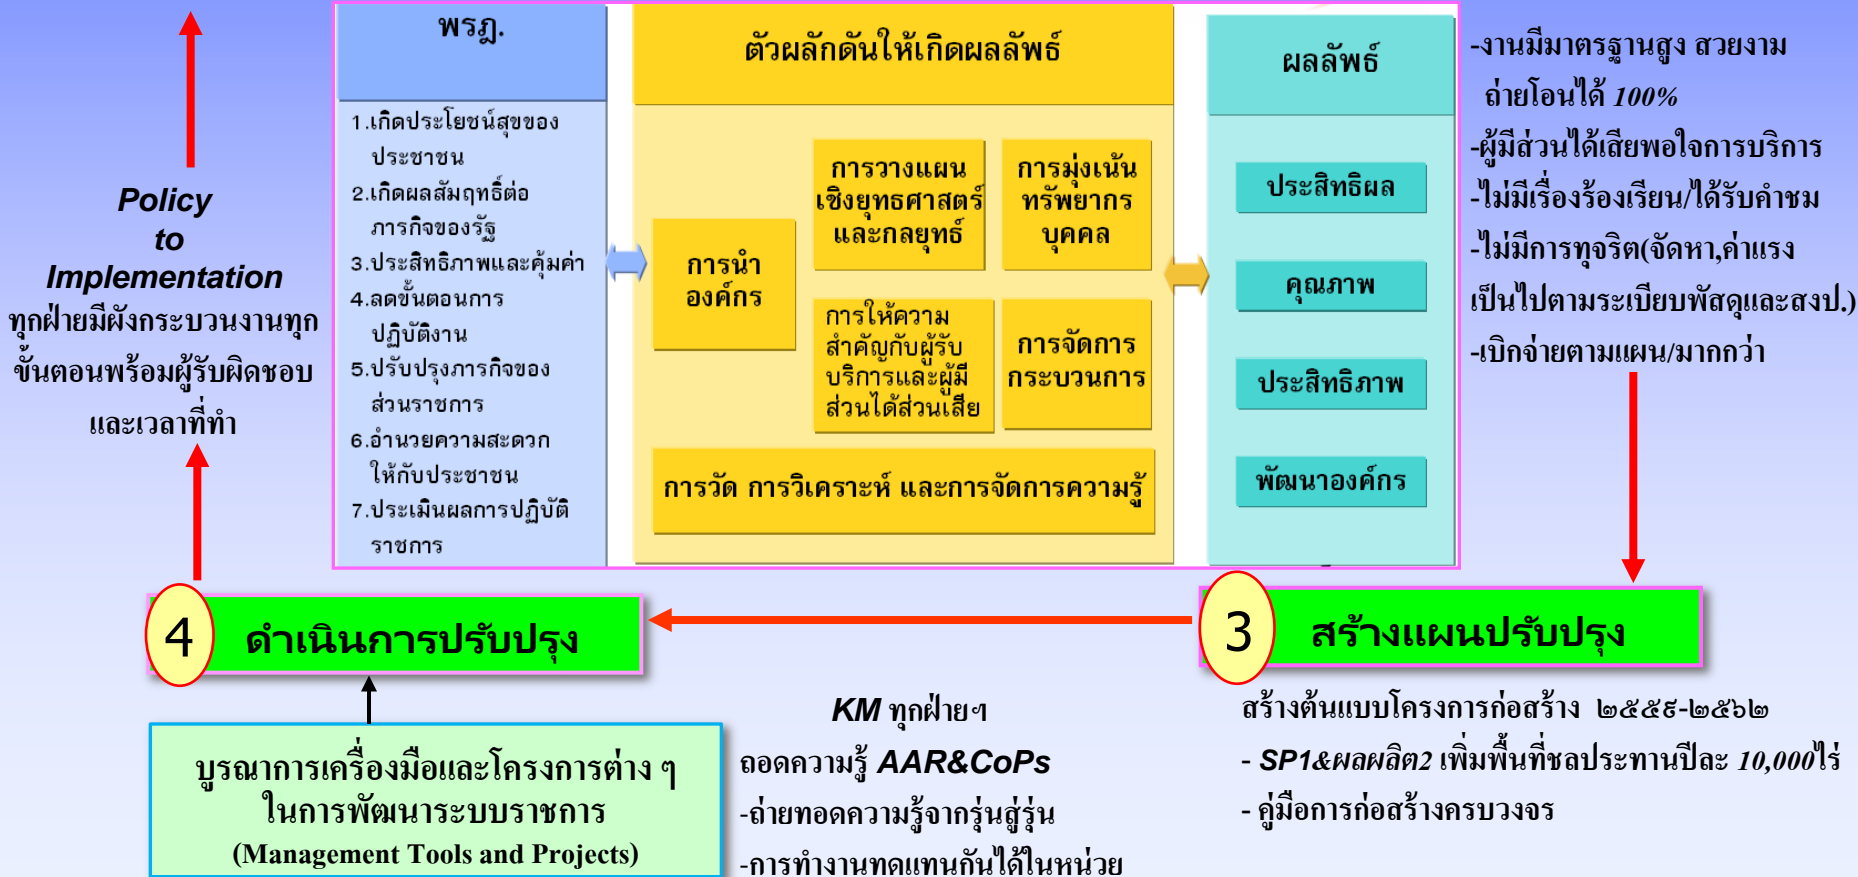 พรฎ.
1.เกิดประโยชน์สุขของ
ประชาชน
2.เกิดผลสัมฤทธิ์ต่อ
ภารกิจของรัฐ
3.ประสิทธิภาพและคุ้มค่า
4.ลดขั้นตอนการ
ปฏิบัติงาน
5.ปรับปรุงภารกิจของ
ส่วนราชการ
6.อำนวยความสะดวก
ให้กับประชาชน
7.ประเมินผลการปฏิบัติ
ราชการ
ตัวผลักดันให้เกิดผลลัพธ์
การนำ
องค์กร
การวางแผน
เชิงยุทธศาสตร์
และกลยุทธ์
การมุ่งเน้น
ทรัพยากร
บุคคล
การให้ความ
สำคัญกับผู้รับ
บริการและผู้มี
ส่วนได้ส่วนเสีย
การจัดการ
กระบวนการ
การวัด การวิเคราะห์ และการจัดการความรู้
ผลลัพธ์
ประสิทธิผล
คุณภาพ
ประสิทธิภาพ
พัฒนาองค์กร
-งานมีมาตรฐานสูง สวยงาม
ถ่ายโอนได้ 100%
-ผู้มีส่วนได้เสียพอใจการบริการ
-ไม่มีเรื่องร้องเรียน/ได้รับคำชม
-ไม่มีการทุจริต(จัดหา,ค่าแรง
เป็นไปตามระเบียบพัสดุและสงป.)
-เบิกจ่ายตามแผน/มากกว่า
Policy
to
Implementation
ทุกฝ่ายมีผังกระบวนงานทุก
ขั้นตอนพร้อมผู้รับผิดชอบ
และเวลาที่ทำ
3 สร้างแผนปรับปรุง
สร้างต้นแบบโครงการก่อสร้าง ๒๕๕๙-๒๕๖๒
- SP1&ผลผลิต2 เพิ่มพื้นที่ชลประทานปีละ 10,000ไร่
- คู่มือการก่อสร้างครบวงจร
4 ดำเนินการปรับปรุง
บูรณาการเครื่องมือและโครงการต่าง ๆ
ในการพัฒนาระบบราชการ
(Management Tools and Projects)
KM ทุกฝ่ายฯ
ถอดความรู้ AAR&CoPs
-ถ่ายทอดความรู้จากรุ่นสู่รุ่น
-การทำงานทดแทนกันได้ในหน่วย